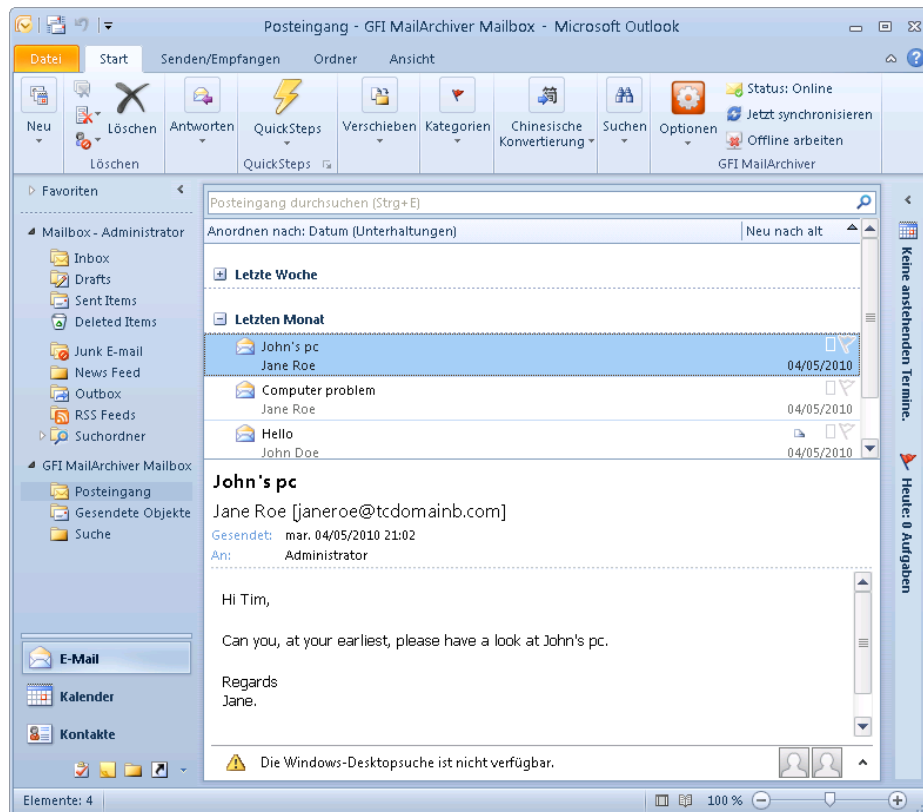 Posteingang - GFI MailArchiver Mailbox - Microsoft Outlook
Datei Start Senden/Empfangen Ordner Ansicht
Neu
Löschen
Löschen
Antworten
QuickSteps
QuickSteps
Verschieben
Kategorien
Chinesische
Konvertierung
Suchen
Optionen
Status: Online
Jetzt synchronisieren
Offline arbeiten
GFI MailArchiver
Favoriten
Mailbox - Administrator
Inbox
Drafts
Sent Items
Deleted Items
Junk E-mail
News Feed
Outbox
RSS Feeds
Suchordner
GFI MailArchiver Mailbox
Posteingang
Gesendete Objekte
Suche
E-Mail
Kalender
Kontakte
Posteingang durchsuchen (Strg+E)
Anordnen nach: Datum (Unterhaltungen) Neu nach alt
Letzte Woche
Letzten Monat
John's pc
Jane Roe 04/05/2010
Computer problem
Jane Roe 04/05/2010
Hello
John Doe 04/05/2010
John's pc
Jane Roe [janeroe@tcdomainb.com]
Gesendet: mar. 04/05/2010 21:02
An: Administrator
Hi Tim,
Can you, at your earliest, please have a look at John's pc.
Regards
Jane.
Die Windows-Desktopsuche ist nicht verfügbar.
Keine anstehenden Termine.
Heute: 0 Aufgaben
Elemente: 4 100 %